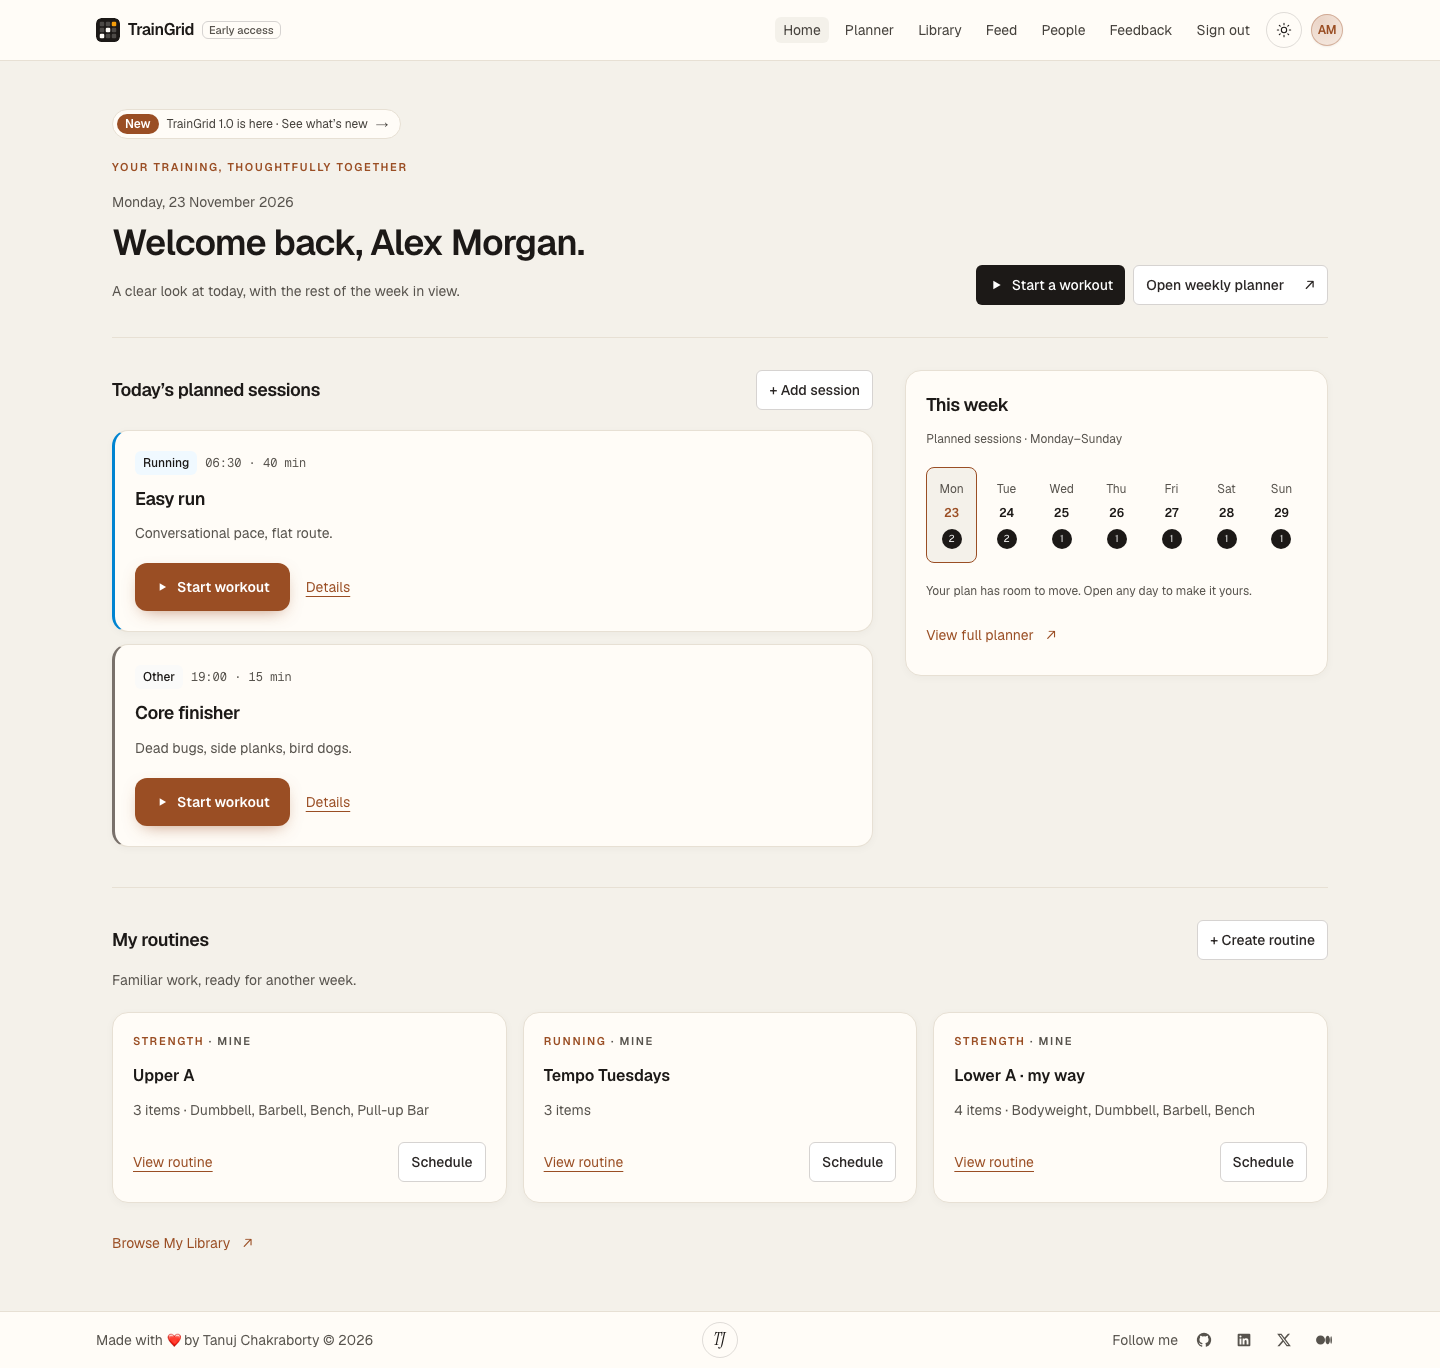 TrainGrid
Early access
Home
Planner
Library
Feed
People
Feedback
Sign out
AM
New
TrainGrid 1.0 is here · See what's new →
YOUR TRAINING, THOUGHTFULLY TOGETHER
Monday, 23 November 2026
Welcome back, Alex Morgan.
A clear look at today, with the rest of the week in view.
Start a workout
Open weekly planner ↗
Today’s planned sessions
+ Add session
Running
06:30 · 40 min
Easy run
Conversational pace, flat route.
Start workout
Details
Other
19:00 · 15 min
Core finisher
Dead bugs, side planks, bird dogs.
Start workout
Details
This week
Planned sessions · Monday–Sunday
Mon Tue Wed Thu Fri Sat Sun
23 24 25 26 27 28 29
2 2 1 1 1 1 1
Your plan has room to move. Open any day to make it yours.
View full planner ↗
My routines
+ Create routine
Familiar work, ready for another week.
STRENGTH · MINE
Upper A
3 items · Dumbbell, Barbell, Bench, Pull-up Bar
View routine
Schedule
RUNNING · MINE
Tempo Tuesdays
3 items
View routine
Schedule
STRENGTH · MINE
Lower A · my way
4 items · Bodyweight, Dumbbell, Barbell, Bench
View routine
Schedule
Browse My Library ↗
Made with ❤️ by Tanuj Chakraborty © 2026
TJ
Follow me